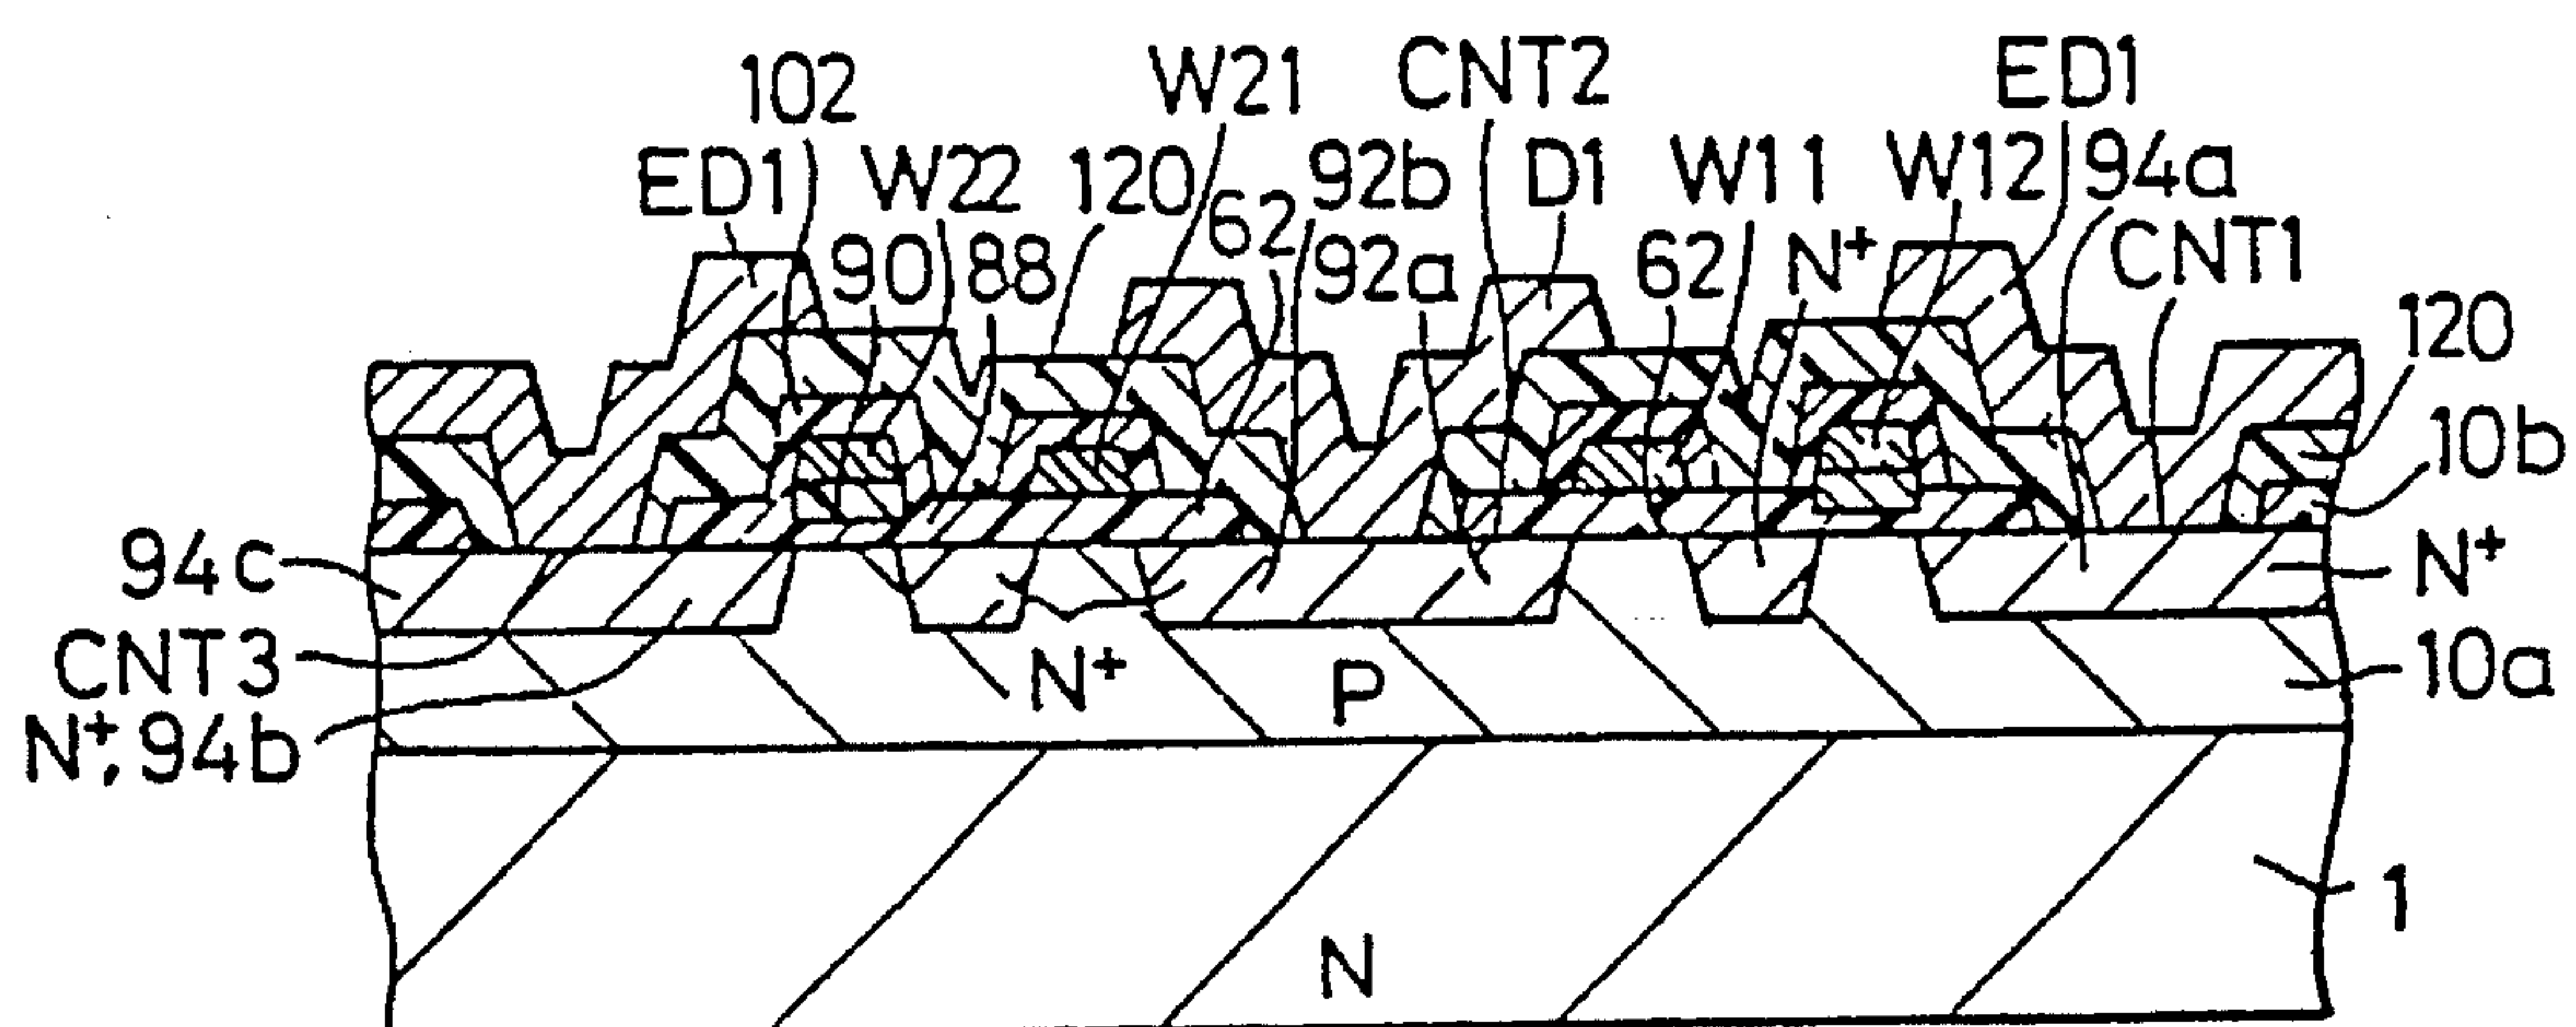 102 W21 CNT2 ED1
ED1 W22 120 62 92b D1 W11 W12 94a
90 88 92a 62 N+ CNT1
120
10b
94c N+
CNT3 N+ P 10a
N+,94b
1
N